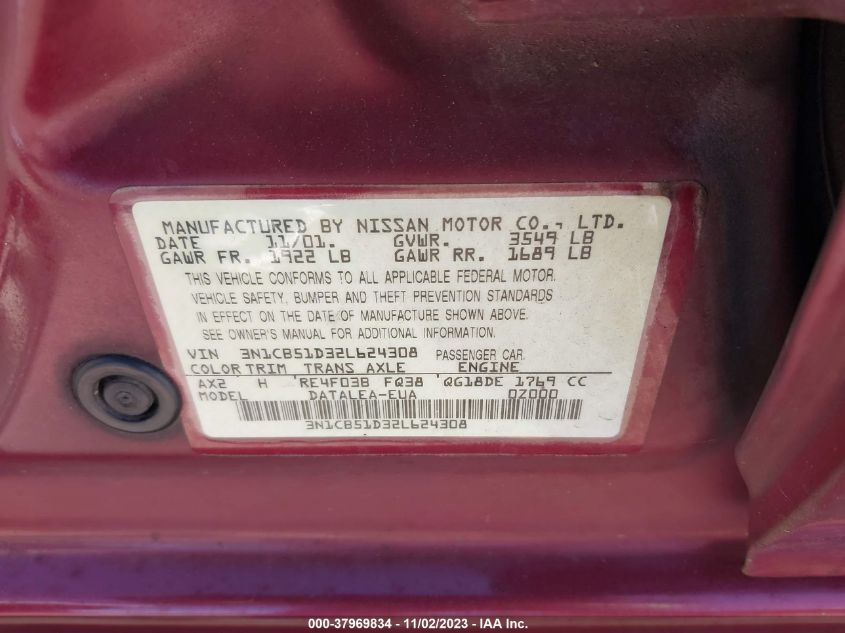 MANUFACTURED BY NISSAN MOTOR CO., LTD.
DATE 11/01. GVWR. 3549 LB
GAWR FR. 1922 LB GAWR RR. 1689 LB
THIS VEHICLE CONFORMS TO ALL APPLICABLE FEDERAL MOTOR
VEHICLE SAFETY, BUMPER AND THEFT PREVENTION STANDARDS
IN EFFECT ON THE DATE OF MANUFACTURE SHOWN ABOVE.
SEE OWNER'S MANUAL FOR ADDITIONAL INFORMATION.
VIN 3N1CB51D32L624308 PASSENGER CAR
COLOR TRIM TRANS AXLE ENGINE
AX2 H 'RE4F03B FQ38 'QG18DE 1769 CC
MODEL DATALEA-EUA 0Z000
3N1CB51D32L624308
000-37969834 - 11/02/2023 - IAA Inc.